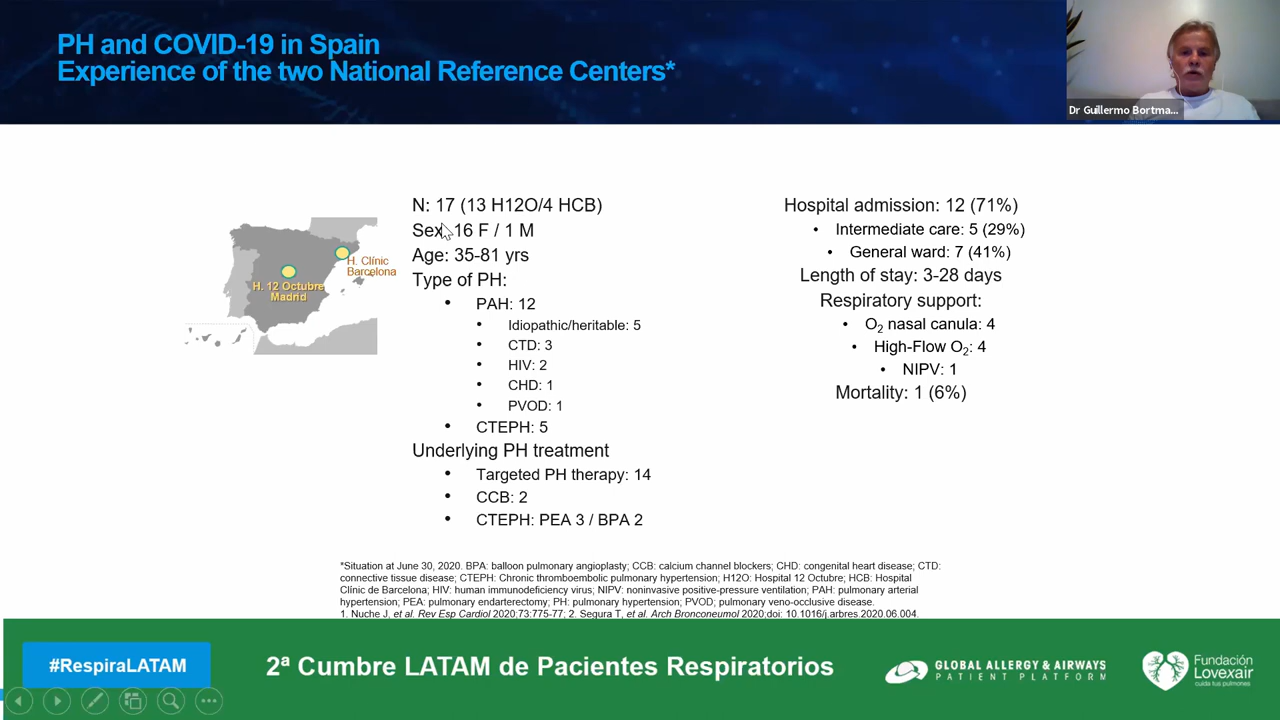 PH and COVID-19 in Spain
Experience of the two National Reference Centers*
Dr Guillermo Bortma...
H. Clínic
Barcelona
H. 12 Octubre
Madrid
N: 17 (13 H12O/4 HCB)
Sex: 16 F / 1 M
Age: 35-81 yrs
Type of PH:
• PAH: 12
• Idiopathic/heritable: 5
• CTD: 3
• HIV: 2
• CHD: 1
• PVOD: 1
• CTEPH: 5
Underlying PH treatment
• Targeted PH therapy: 14
• CCB: 2
• CTEPH: PEA 3 / BPA 2
Hospital admission: 12 (71%)
• Intermediate care: 5 (29%)
• General ward: 7 (41%)
Length of stay: 3-28 days
Respiratory support:
• O₂ nasal canula: 4
• High-Flow O₂: 4
• NIPV: 1
Mortality: 1 (6%)
*Situation at June 30, 2020. BPA: balloon pulmonary angioplasty; CCB: calcium channel blockers; CHD: congenital heart disease; CTD:
connective tissue disease; CTEPH: Chronic thromboembolic pulmonary hypertension; H12O: Hospital 12 Octubre; HCB: Hospital
Clínic de Barcelona; HIV: human immunodeficiency virus; NIPV: noninvasive positive-pressure ventilation; PAH: pulmonary arterial
hypertension; PEA: pulmonary endarterectomy; PH: pulmonary hypertension; PVOD; pulmonary veno-occlusive disease.
1. Nuche J, et al. Rev Esp Cardiol 2020;73:775-77; 2. Segura T, et al. Arch Bronconeumol 2020;doi: 10.1016/j.arbres.2020.06.004.
#RespiraLATAM
2ª Cumbre LATAM de Pacientes Respiratorios
GLOBAL ALLERGY & AIRWAYS
PATIENT PLATFORM
Fundación
Lovexair
cuida tus pulmones